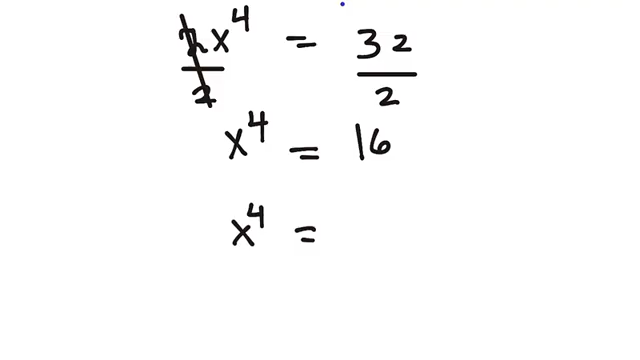 2x⁴ = 32
2 2
x⁴ = 16
x⁴ =